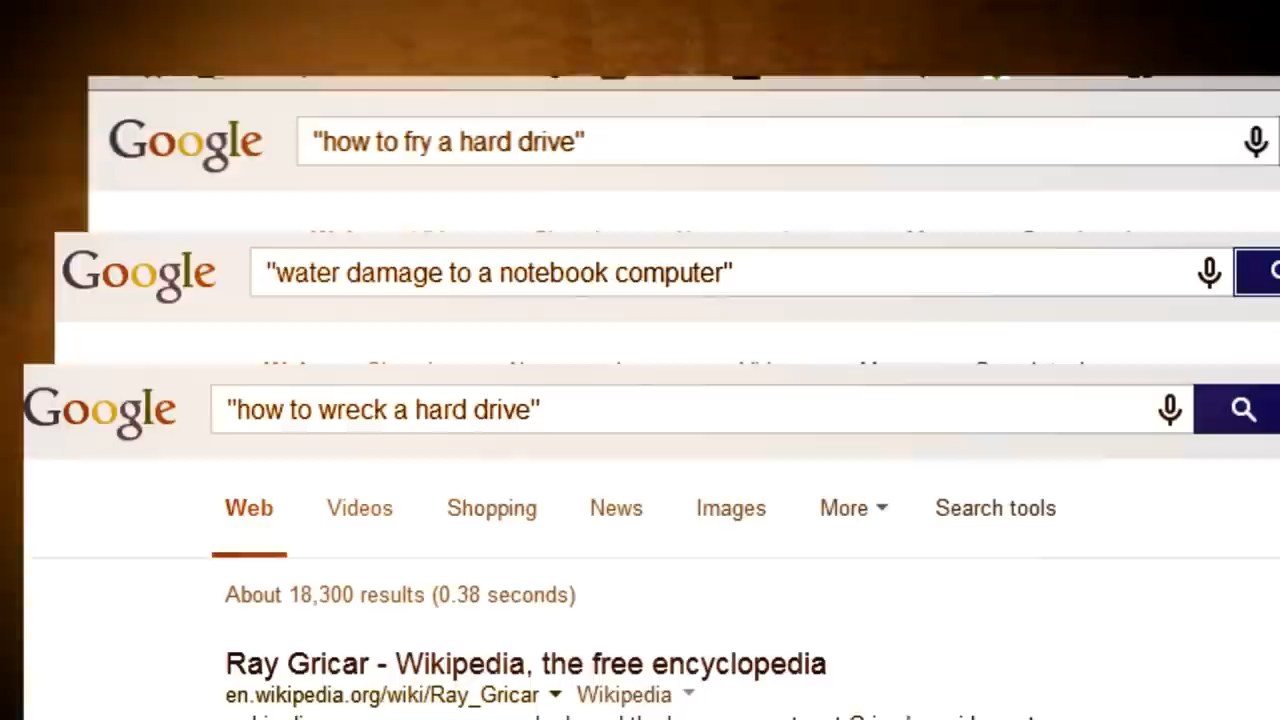 Google "how to fry a hard drive"
Google "water damage to a notebook computer"
Google "how to wreck a hard drive"
Web Videos Shopping News Images More Search tools
About 18,300 results (0.38 seconds)
Ray Gricar - Wikipedia, the free encyclopedia
en.wikipedia.org/wiki/Ray_Gricar Wikipedia